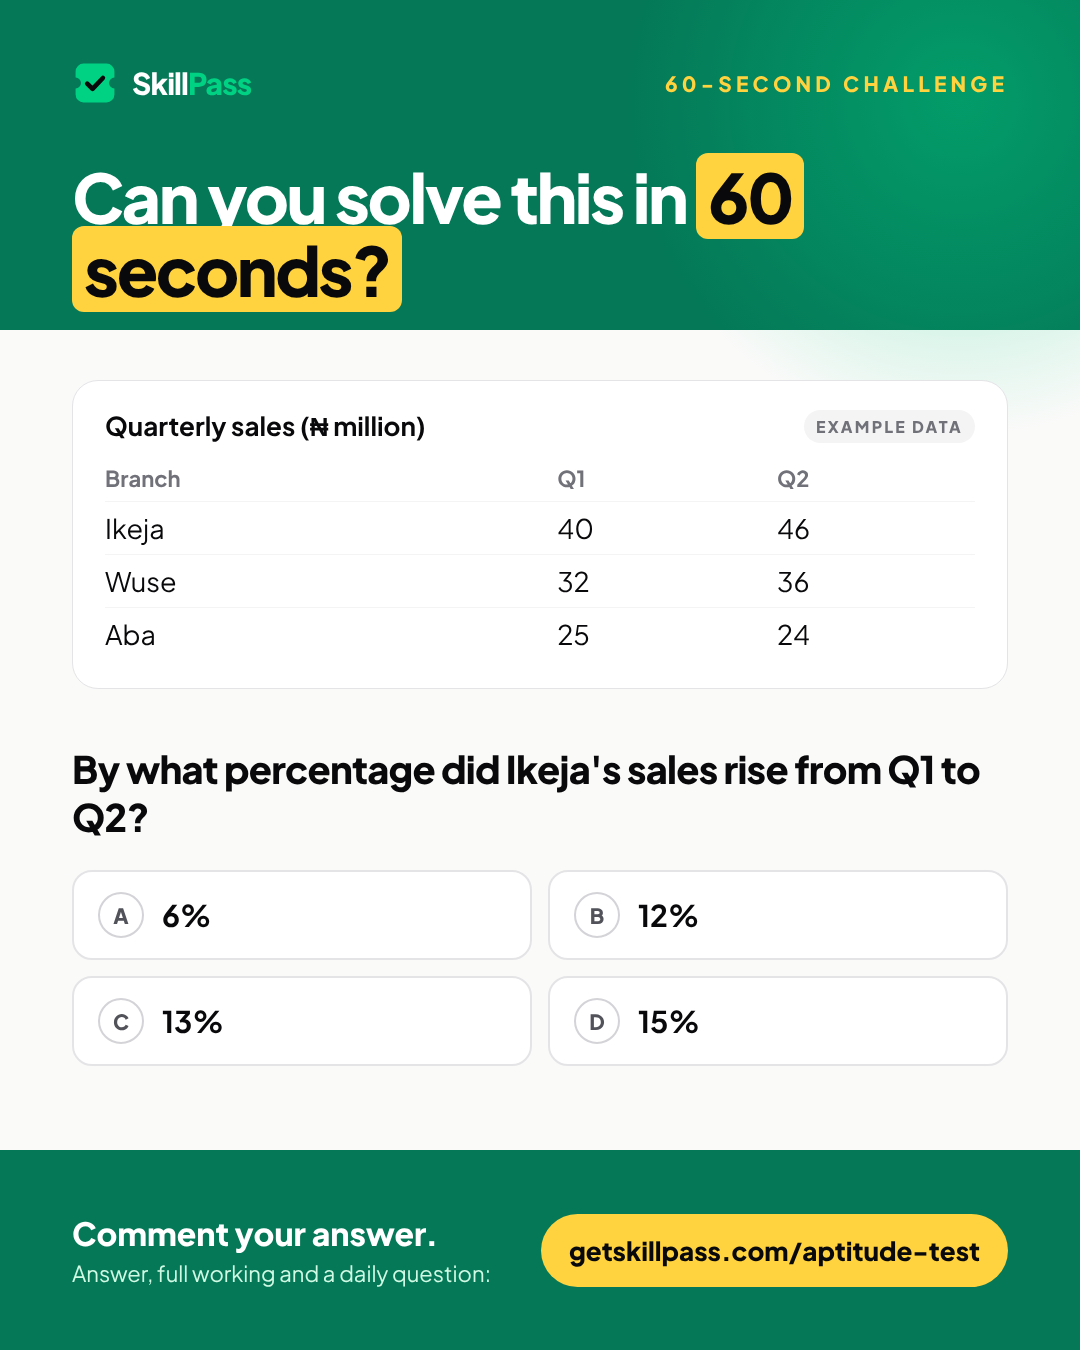 SkillPass
60-SECOND CHALLENGE
Can you solve this in 60
seconds?
Quarterly sales (₦ million)
EXAMPLE DATA
Branch Q1 Q2
Ikeja 40 46
Wuse 32 36
Aba 25 24
By what percentage did Ikeja's sales rise from Q1 to
Q2?
A 6%
B 12%
C 13%
D 15%
Comment your answer.
Answer, full working and a daily question:
getskillpass.com/aptitude-test